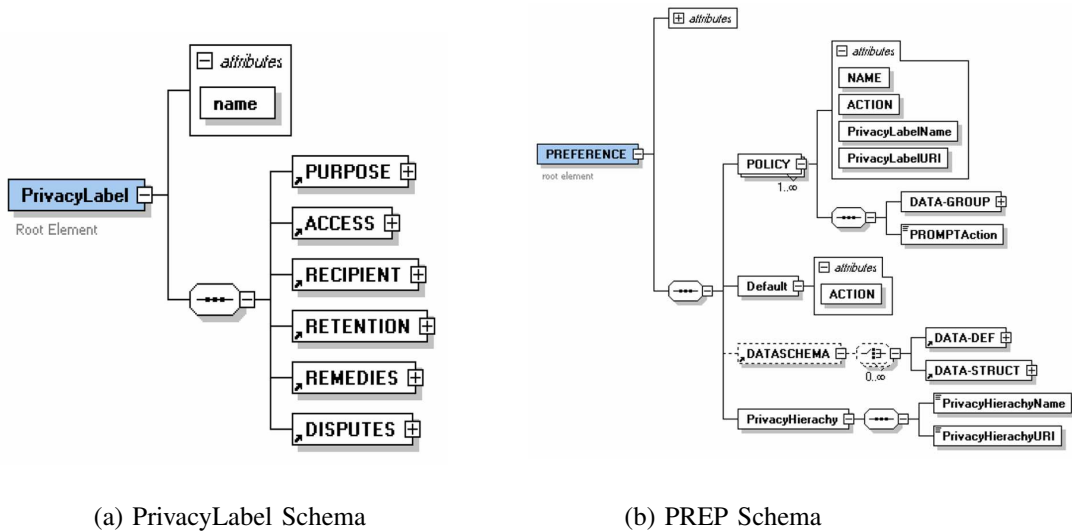 attributes
name
PrivacyLabel
Root Element
PURPOSE
ACCESS
RECIPIENT
RETENTION
REMEDIES
DISPUTES
(a) PrivacyLabel Schema
attributes
PREFERENCE
root element
attributes
NAME
ACTION
PrivacyLabelName
PrivacyLabelURI
POLICY
1..∞
DATA-GROUP
PROMPTAction
Default
attributes
ACTION
DATASCHEMA
0..∞
DATA-DEF
DATA-STRUCT
PrivacyHierachy
PrivacyHierachyName
PrivacyHierachyURI
(b) PREP Schema